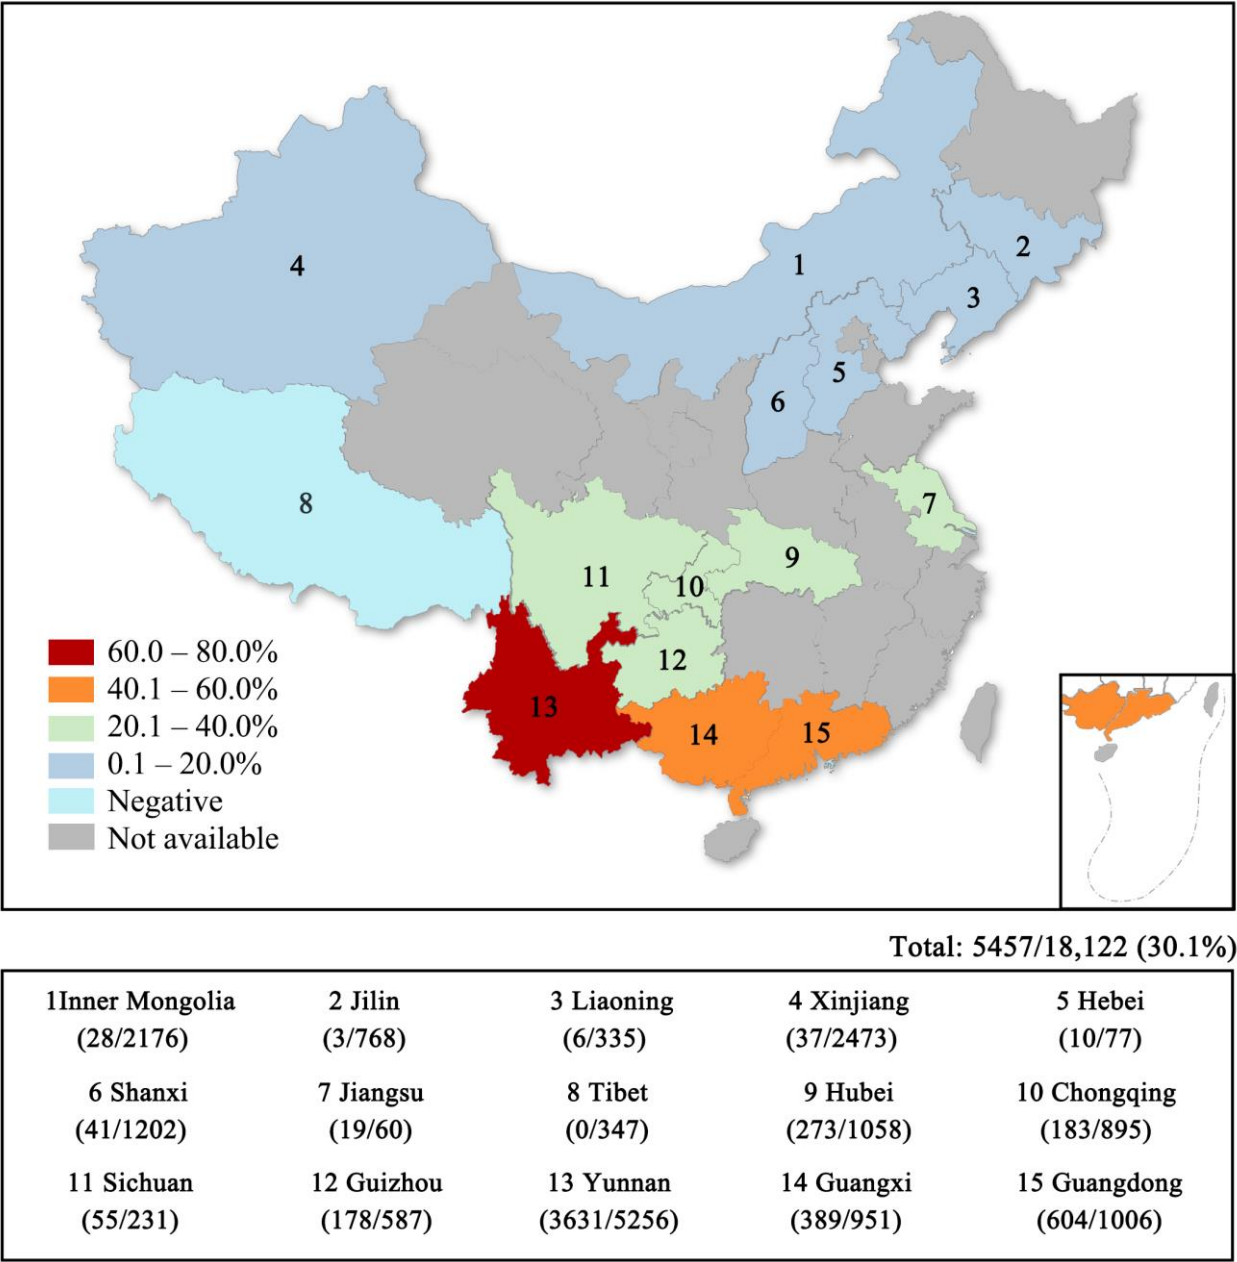 1
2
3
4
5
6
7
8
9
10
11
12
13
14
15
60.0 – 80.0%
40.1 – 60.0%
20.1 – 40.0%
0.1 – 20.0%
Negative
Not available
Total: 5457/18,122 (30.1%)
1Inner Mongolia 2 Jilin 3 Liaoning 4 Xinjiang 5 Hebei
(28/2176) (3/768) (6/335) (37/2473) (10/77)
6 Shanxi 7 Jiangsu 8 Tibet 9 Hubei 10 Chongqing
(41/1202) (19/60) (0/347) (273/1058) (183/895)
11 Sichuan 12 Guizhou 13 Yunnan 14 Guangxi 15 Guangdong
(55/231) (178/587) (3631/5256) (389/951) (604/1006)